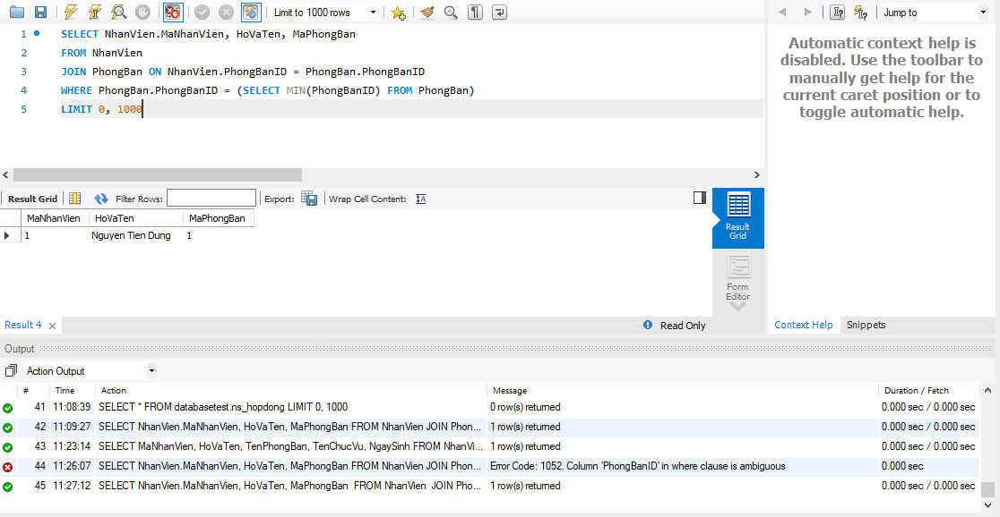 Limit to 1000 rows
Jump to
1 SELECT NhanVien.MaNhanVien, HoVaTen, MaPhongBan
2 FROM NhanVien
3 JOIN PhongBan ON NhanVien.PhongBanID = PhongBan.PhongBanID
4 WHERE PhongBan.PhongBanID = (SELECT MIN(PhongBanID) FROM PhongBan)
5 LIMIT 0, 1000
Automatic context help is
disabled. Use the toolbar to
manually get help for the
current caret position or to
toggle automatic help.
Result Grid Filter Rows: Export: Wrap Cell Content:
MaNhanVien HoVaTen MaPhongBan
1 Nguyen Tien Dung 1
Result
Grid
Form
Editor
Result 4 Read Only
Context Help Snippets
Output
Action Output
# Time Action Message Duration / Fetch
41 11:08:39 SELECT * FROM databasetest.ns_hopdong LIMIT 0, 1000 0 row(s) returned 0.000 sec / 0.000 sec
42 11:09:27 SELECT NhanVien.MaNhanVien, HoVaTen, MaPhongBan FROM NhanVien JOIN Phon... 1 row(s) returned 0.000 sec / 0.000 sec
43 11:23:14 SELECT MaNhanVien, HoVaTen, TenPhongBan, TenChucVu, NgaySinh FROM NhanVi... 1 row(s) returned 0.000 sec / 0.000 sec
44 11:26:07 SELECT NhanVien.MaNhanVien, HoVaTen, MaPhongBan FROM NhanVien JOIN Phon... Error Code: 1052. Column 'PhongBanID' in where clause is ambiguous 0.000 sec
45 11:27:12 SELECT NhanVien.MaNhanVien, HoVaTen, MaPhongBan FROM NhanVien JOIN Pho... 1 row(s) returned 0.000 sec / 0.000 sec